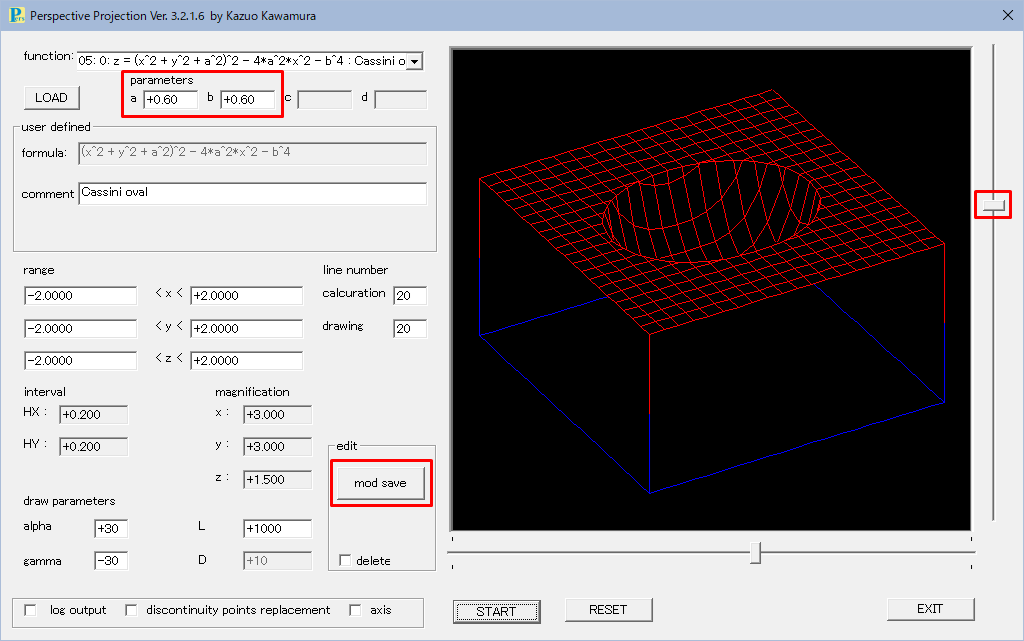 Perspective Projection Ver. 3.2.1.6 by Kazuo Kawamura
function: 05: 0: z = (x^2 + y^2 + a^2)^2 - 4*a^2*x^2 - b^4 : Cassini o
parameters
LOAD a +0.60 b +0.60 c d
user defined
formula: (x^2 + y^2 + a^2)^2 - 4*a^2*x^2 - b^4
comment Cassini oval
range line number
-2.0000 < x < +2.0000 calcuration 20
-2.0000 < y < +2.0000 drawing 20
-2.0000 < z < +2.0000
interval magnification
HX : +0.200 x : +3.000
HY : +0.200 y : +3.000
edit
z : +1.500 mod save
draw parameters
alpha +30 L +1000
gamma -30 D +10 delete
log output discontinuity points replacement axis
START RESET EXIT